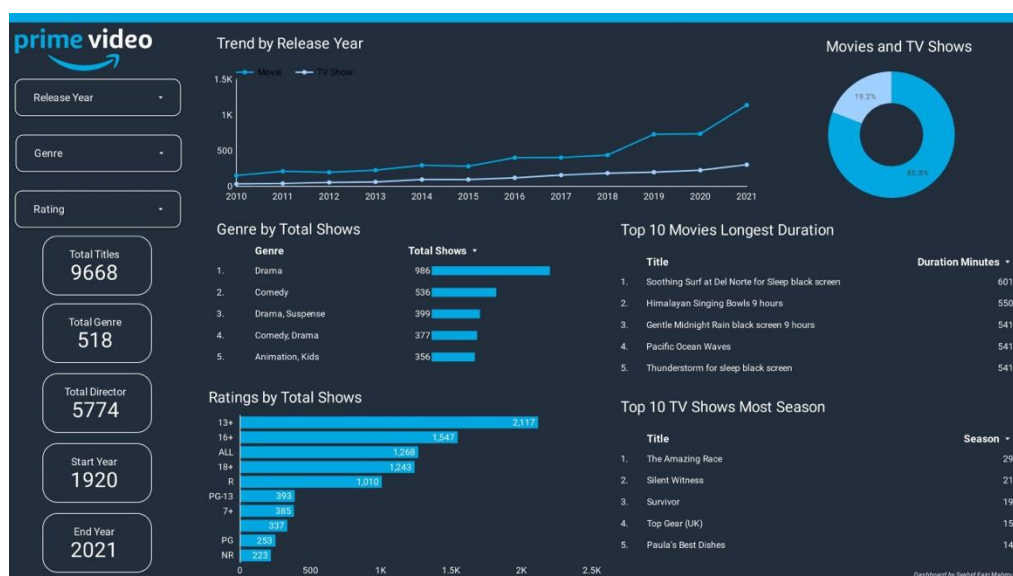 prime video
Release Year
Genre
Rating
Total Titles
9668
Total Genre
518
Total Director
5774
Start Year
1920
End Year
2021
Trend by Release Year
Movie TV Show
1.5K
1K
500
0
2010 2011 2012 2013 2014 2015 2016 2017 2018 2019 2020 2021
Movies and TV Shows
19.2%
80.8%
Genre by Total Shows
Genre Total Shows
1. Drama 986
2. Comedy 536
3. Drama, Suspense 399
4. Comedy, Drama 377
5. Animation, Kids 356
Top 10 Movies Longest Duration
Title Duration Minutes
1. Soothing Surf at Del Norte for Sleep black screen 601
2. Himalayan Singing Bowls 9 hours 550
3. Gentle Midnight Rain black screen 9 hours 541
4. Pacific Ocean Waves 541
5. Thunderstorm for sleep black screen 541
Ratings by Total Shows
13+ 2,117
16+ 1,547
ALL 1,268
18+ 1,243
R 1,010
PG-13 393
7+ 385
337
PG 253
NR 223
0 500 1K 1.5K 2K 2.5K
Top 10 TV Shows Most Season
Title Season
1. The Amazing Race 29
2. Silent Witness 21
3. Survivor 19
4. Top Gear (UK) 15
5. Paula's Best Dishes 14
Dashboard by